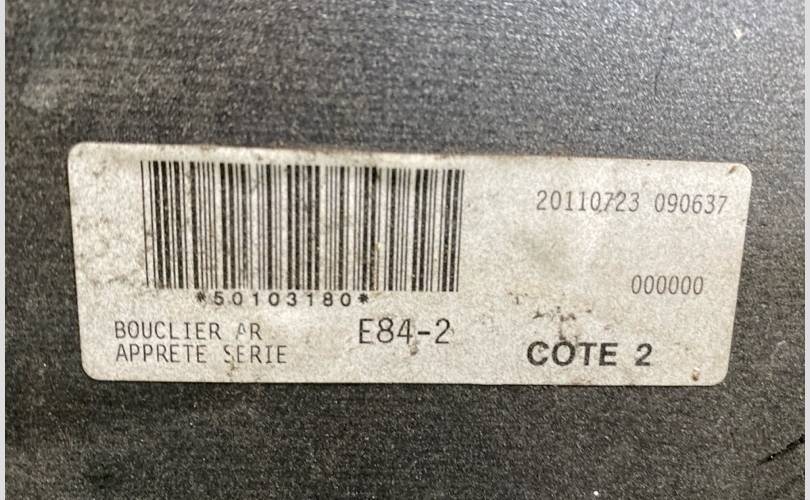 20110723 090637
000000
*50103180*
BOUCLIER AR
E84-2
APPRETE SERIE
COTE 2